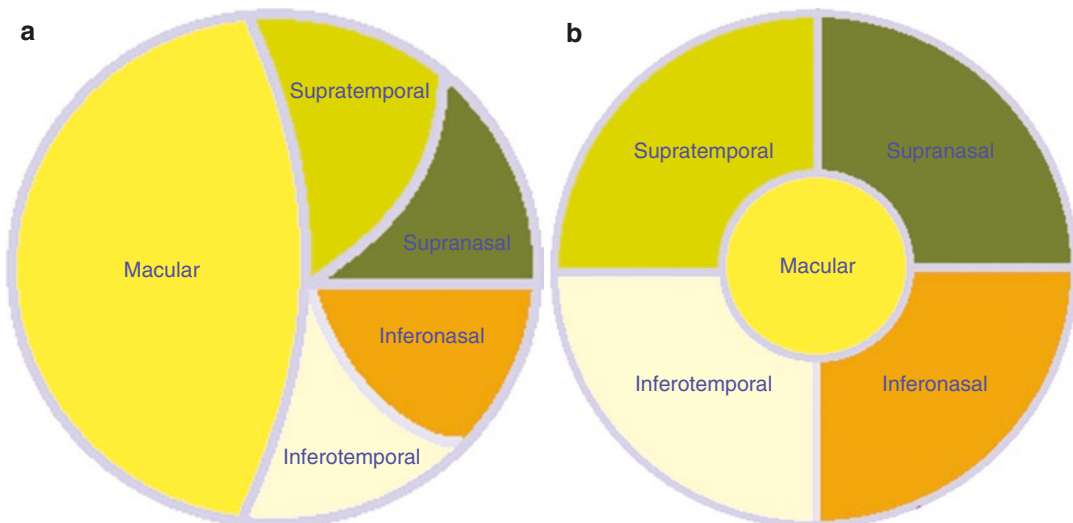 a
Supratemporal
Supranasal
Macular
Inferonasal
Inferotemporal
b
Supratemporal
Supranasal
Macular
Inferotemporal
Inferonasal